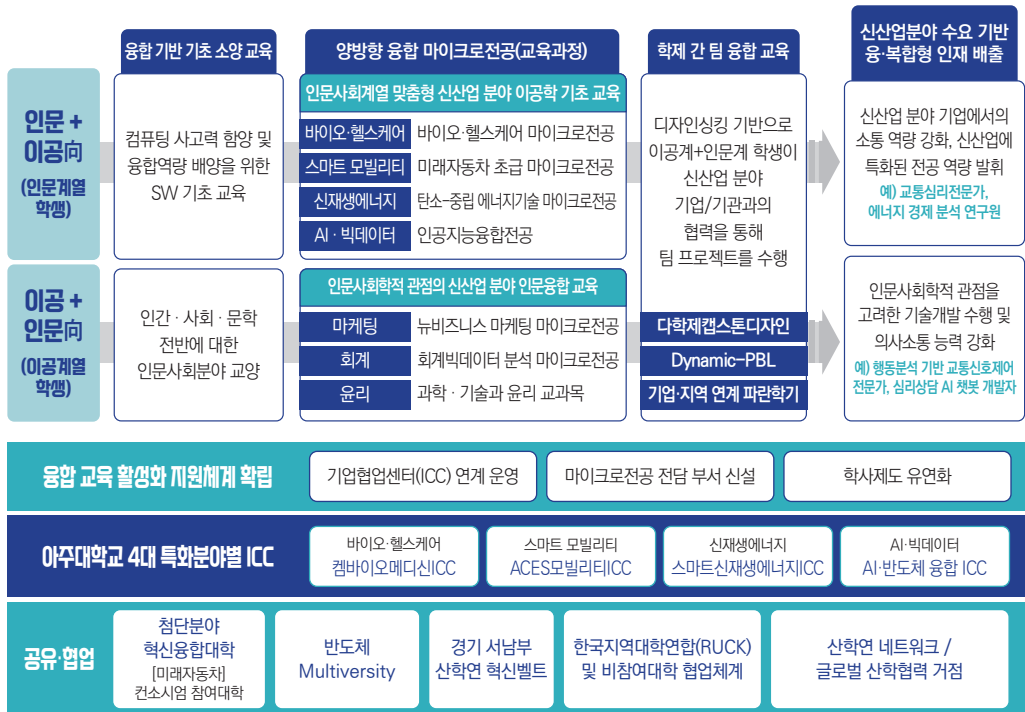 융합 기반 기초 소양 교육
양방향 융합 마이크로전공(교육과정)
학제 간 팀 융합 교육
신산업분야 수요 기반
융·복합형 인재 배출
인문 +
이공向
(인문계열
학생)
컴퓨팅 사고력 함양 및
융합역량 배양을 위한
SW 기초 교육
인문사회계열 맞춤형 신산업 분야 이공학 기초 교육
바이오·헬스케어 바이오·헬스케어 마이크로전공
스마트 모빌리티 미래자동차 초급 마이크로전공
신재생에너지 탄소-중립 에너지기술 마이크로전공
AI · 빅데이터 인공지능융합전공
디자인싱킹 기반으로
이공계+인문계 학생이
신산업 분야
기업/기관과의
협력을 통해
팀 프로젝트를 수행
신산업 분야 기업에서의
소통 역량 강화, 신산업에
특화된 전공 역량 발휘
예) 교통심리전문가,
에너지 경제 분석 연구원
이공 +
인문向
(이공계열
학생)
인간 · 사회 · 문학
전반에 대한
인문사회분야 교양
인문사회학적 관점의 신산업 분야 인문융합 교육
마케팅 뉴비즈니스 마케팅 마이크로전공
회계 회계빅데이터 분석 마이크로전공
윤리 과학 · 기술과 윤리 교과목
다학제캡스톤디자인
Dynamic-PBL
기업·지역 연계 파란학기
인문사회학적 관점을
고려한 기술개발 수행 및
의사소통 능력 강화
예) 행동분석 기반 교통신호제어
전문가, 심리상담 AI 챗봇 개발자
융합 교육 활성화 지원체계 확립
기업협업센터(ICC) 연계 운영
마이크로전공 전담 부서 신설
학사제도 유연화
아주대학교 4대 특화분야별 ICC
바이오·헬스케어
켐바이오메디신ICC
스마트 모빌리티
ACES모빌리티ICC
신재생에너지
스마트신재생에너지ICC
AI·빅데이터
AI·반도체 융합 ICC
공유·협업
첨단분야
혁신융합대학
[미래자동차]
컨소시엄 참여대학
반도체
Multiversity
경기 서남부
산학연 혁신벨트
한국지역대학연합(RUCK)
및 비참여대학 협업체계
산학연 네트워크 /
글로벌 산학협력 거점